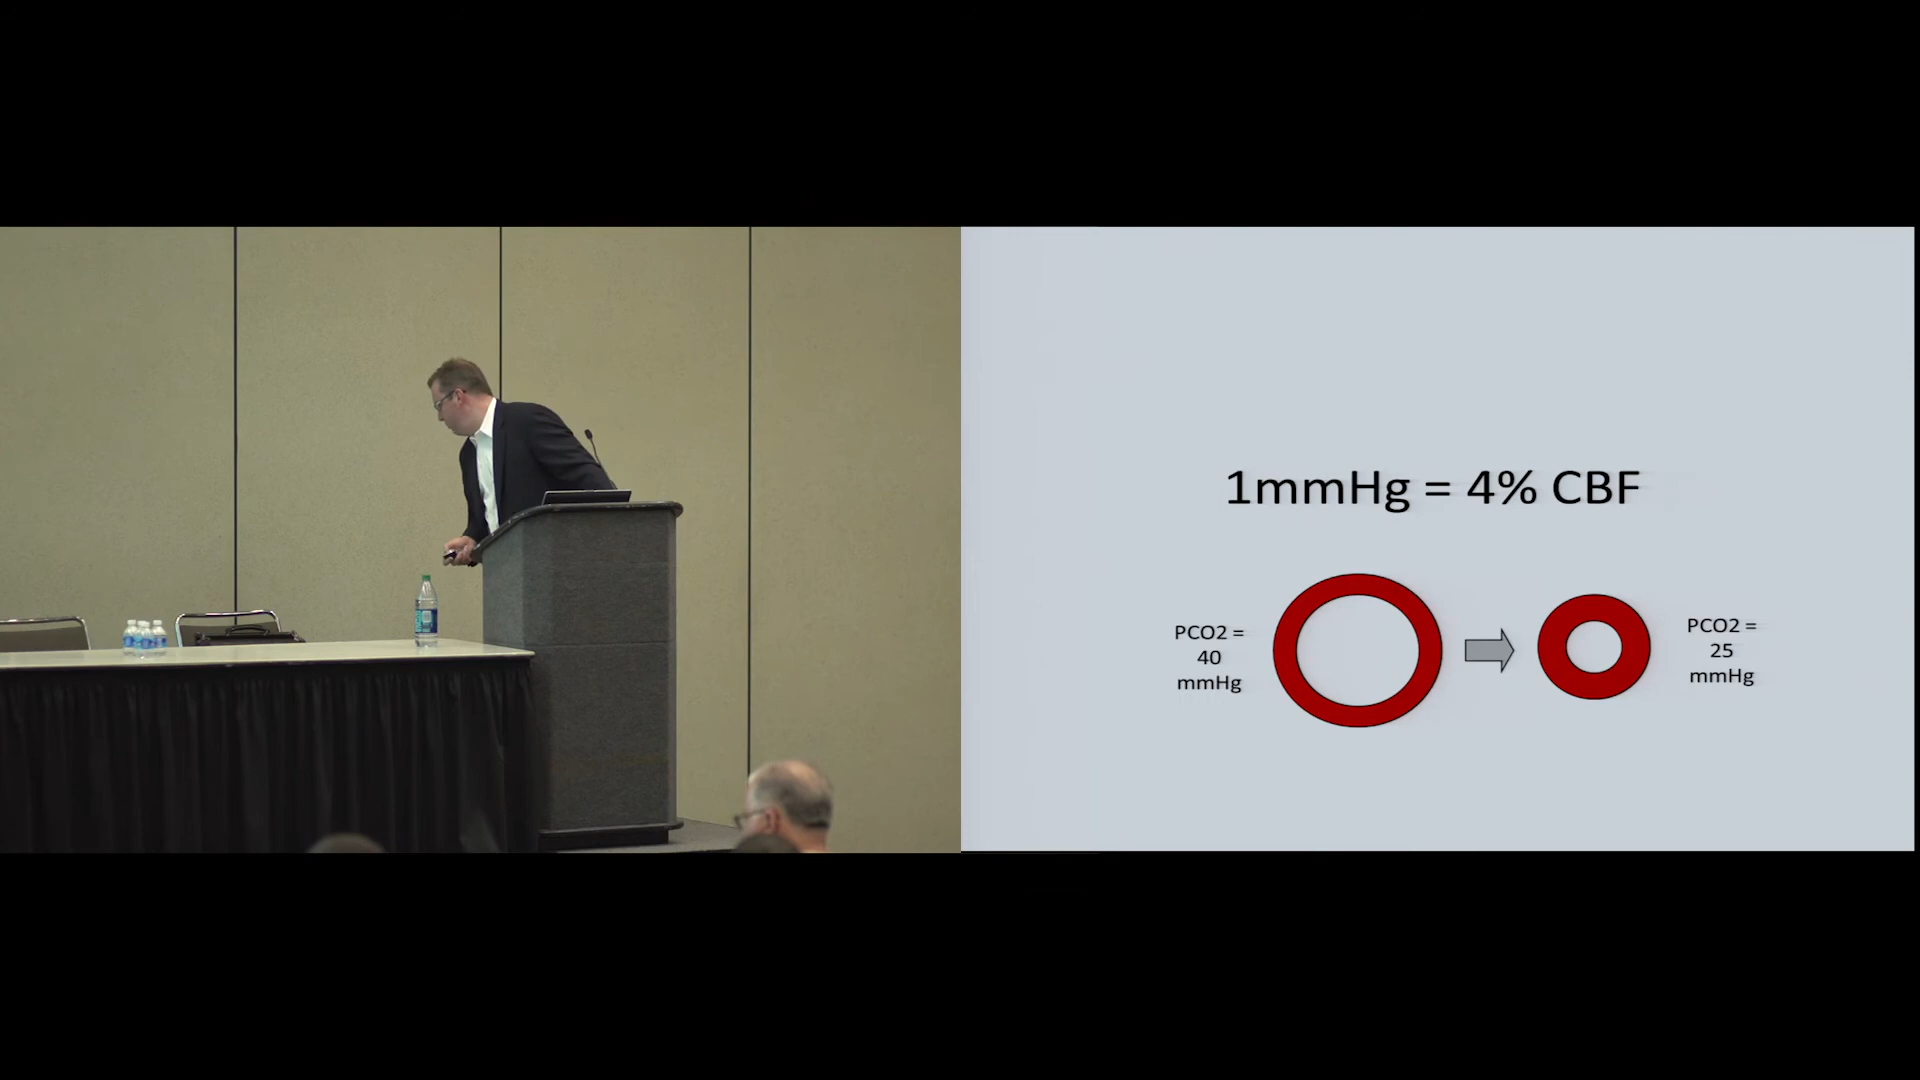 1mmHg = 4% CBF
PCO2 =
40
mmHg
PCO2 =
25
mmHg